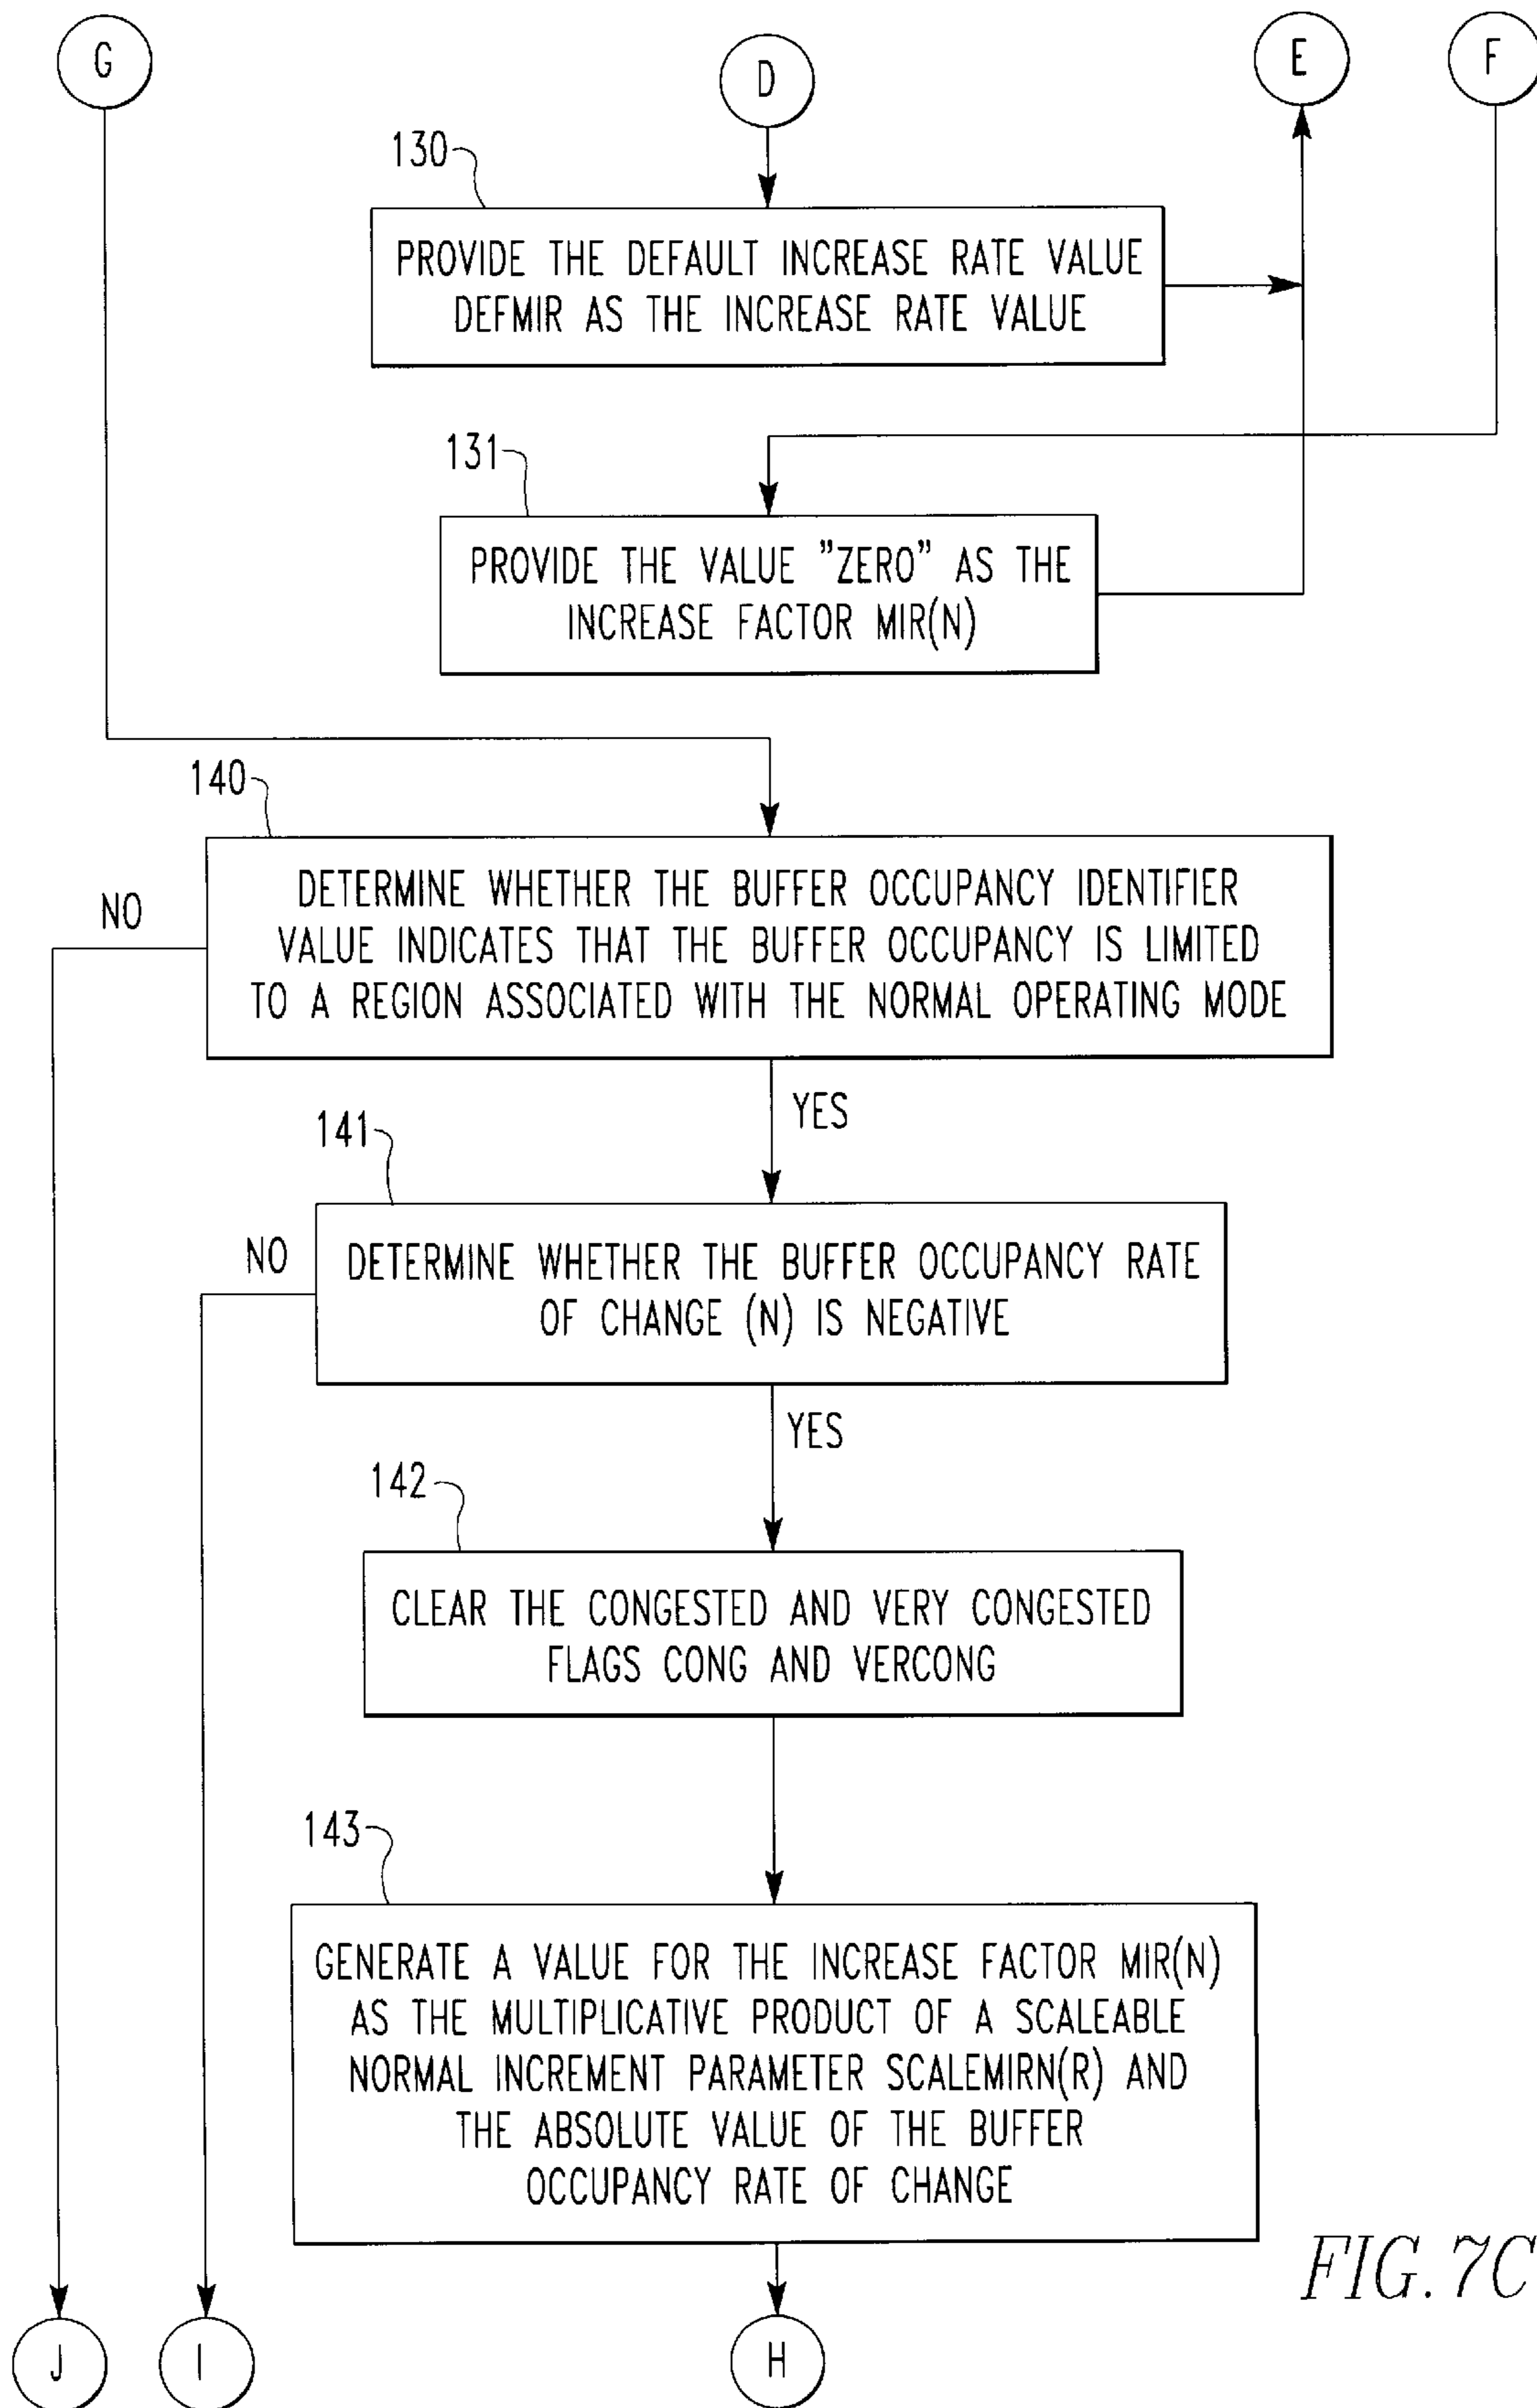 G
D
E
F
130
PROVIDE THE DEFAULT INCREASE RATE VALUE
DEFMIR AS THE INCREASE RATE VALUE
131
PROVIDE THE VALUE "ZERO" AS THE
INCREASE FACTOR MIR(N)
140
NO
DETERMINE WHETHER THE BUFFER OCCUPANCY IDENTIFIER
VALUE INDICATES THAT THE BUFFER OCCUPANCY IS LIMITED
TO A REGION ASSOCIATED WITH THE NORMAL OPERATING MODE
YES
141
NO
DETERMINE WHETHER THE BUFFER OCCUPANCY RATE
OF CHANGE (N) IS NEGATIVE
YES
142
CLEAR THE CONGESTED AND VERY CONGESTED
FLAGS CONG AND VERCONG
143
GENERATE A VALUE FOR THE INCREASE FACTOR MIR(N)
AS THE MULTIPLICATIVE PRODUCT OF A SCALEABLE
NORMAL INCREMENT PARAMETER SCALEMIRN(R) AND
THE ABSOLUTE VALUE OF THE BUFFER
OCCUPANCY RATE OF CHANGE
FIG. 7C
J
I
H